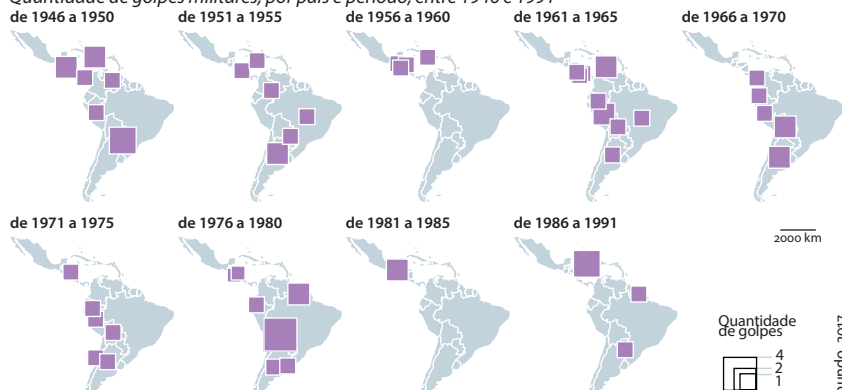 Quantidade de golpes militares, por país e período, entre 1946 e 1991
de 1946 a 1950
de 1951 a 1955
de 1956 a 1960
de 1961 a 1965
de 1966 a 1970
de 1971 a 1975
de 1976 a 1980
de 1981 a 1985
de 1986 a 1991
2000 km
Quantidade
de golpes
4
2
1
2017